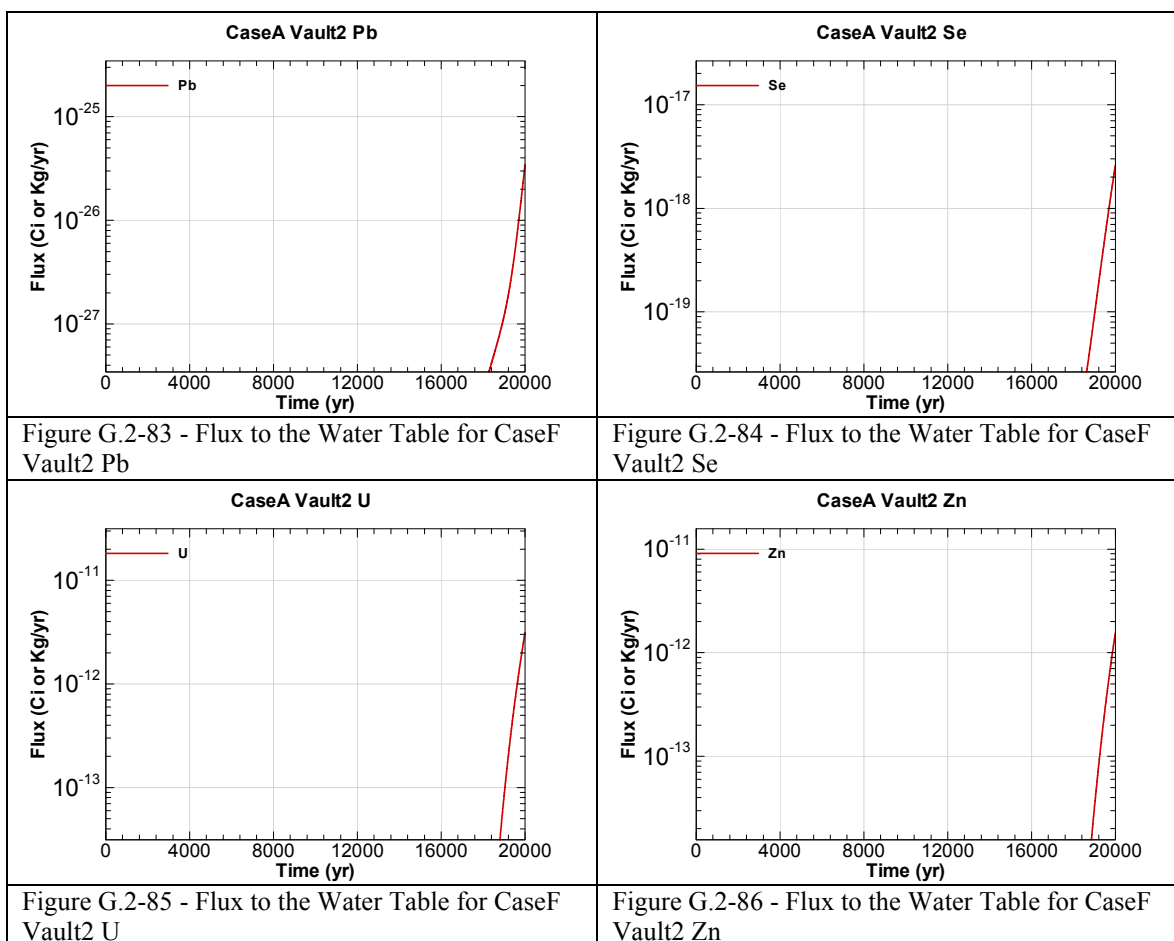 CaseA Vault2 Pb
Pb
10-25
10-26
10-27
Flux (Ci or Kg/yr)
0 4000 8000 12000 16000 20000
Time (yr)
Figure G.2-83 - Flux to the Water Table for CaseF
Vault2 Pb
CaseA Vault2 Se
Se
10-17
10-18
10-19
Flux (Ci or Kg/yr)
0 4000 8000 12000 16000 20000
Time (yr)
Figure G.2-84 - Flux to the Water Table for CaseF
Vault2 Se
CaseA Vault2 U
U
10-11
10-12
10-13
Flux (Ci or Kg/yr)
0 4000 8000 12000 16000 20000
Time (yr)
Figure G.2-85 - Flux to the Water Table for CaseF
Vault2 U
CaseA Vault2 Zn
Zn
10-11
10-12
10-13
Flux (Ci or Kg/yr)
0 4000 8000 12000 16000 20000
Time (yr)
Figure G.2-86 - Flux to the Water Table for CaseF
Vault2 Zn